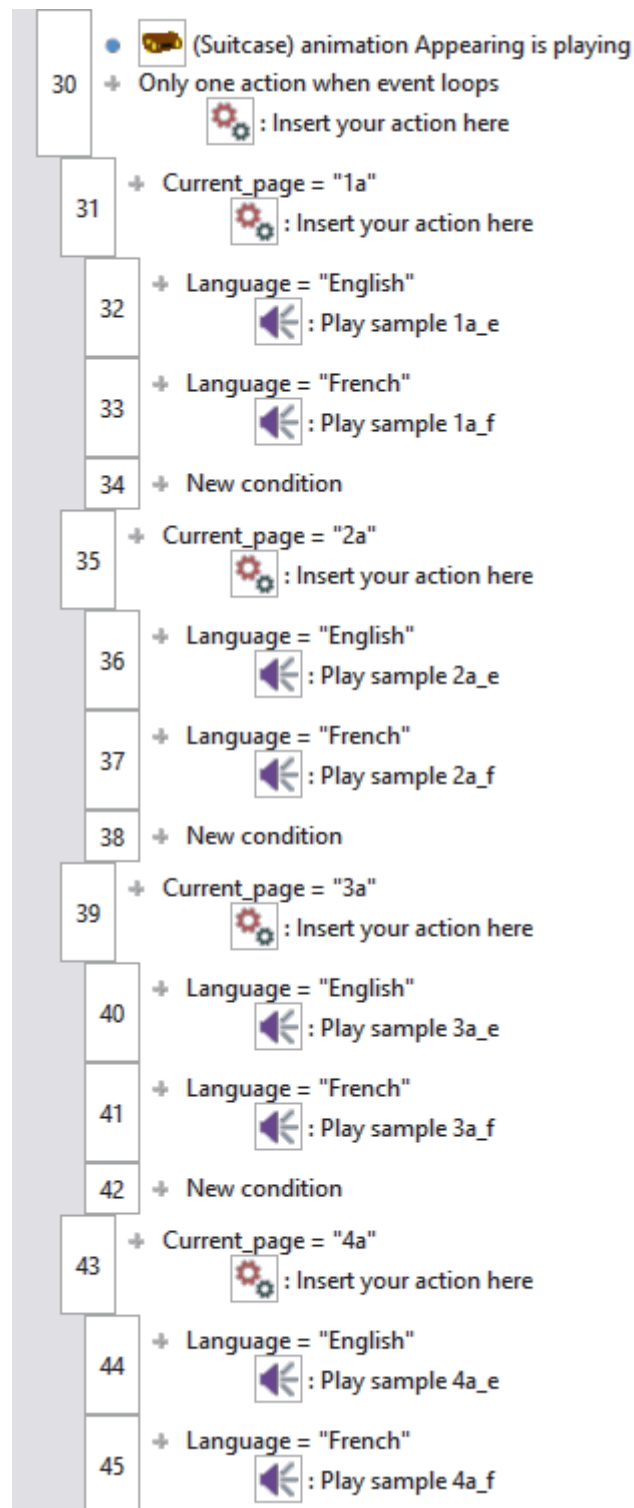 (Suitcase) animation Appearing is playing
30
Only one action when event loops
: Insert your action here
Current_page = "1a"
31
: Insert your action here
Language = "English"
32
: Play sample 1a_e
Language = "French"
33
: Play sample 1a_f
34 New condition
Current_page = "2a"
35
: Insert your action here
Language = "English"
36
: Play sample 2a_e
Language = "French"
37
: Play sample 2a_f
38 New condition
Current_page = "3a"
39
: Insert your action here
Language = "English"
40
: Play sample 3a_e
Language = "French"
41
: Play sample 3a_f
42 New condition
Current_page = "4a"
43
: Insert your action here
Language = "English"
44
: Play sample 4a_e
Language = "French"
45
: Play sample 4a_f